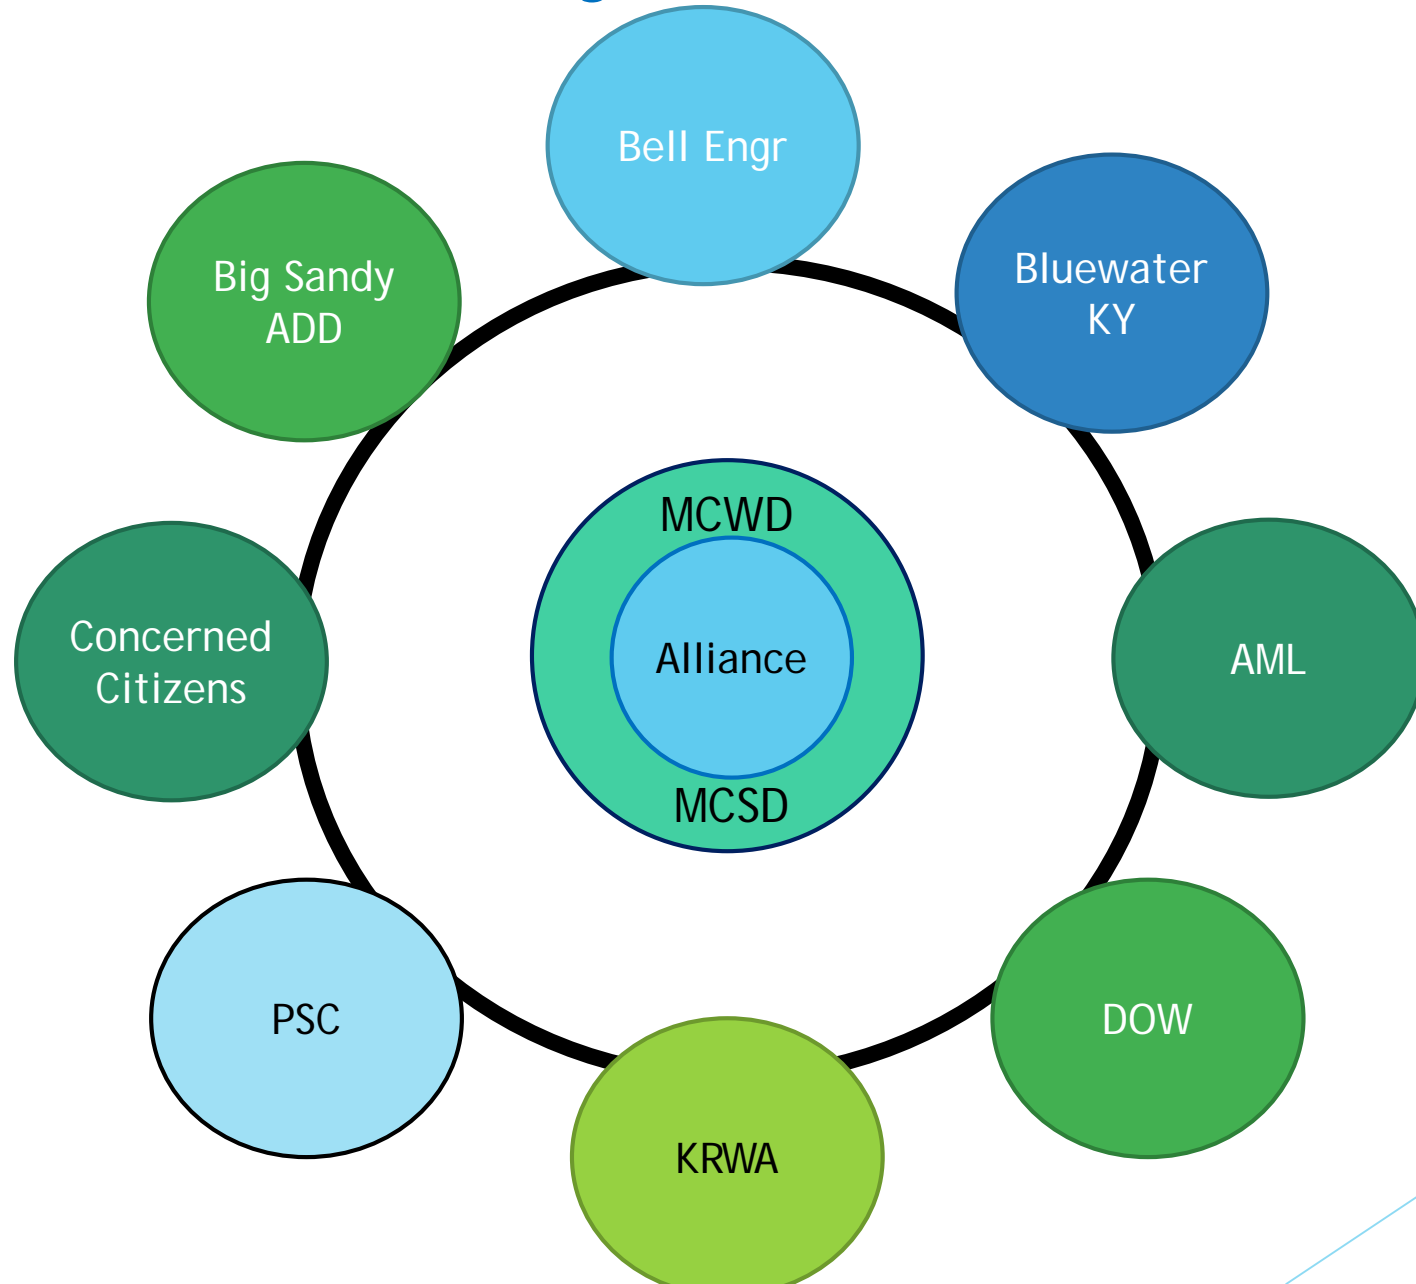 Bell Engr
Bluewater
KY
Big Sandy
ADD
MCWD
Alliance
MCSD
Concerned
Citizens
AML
PSC
DOW
KRWA